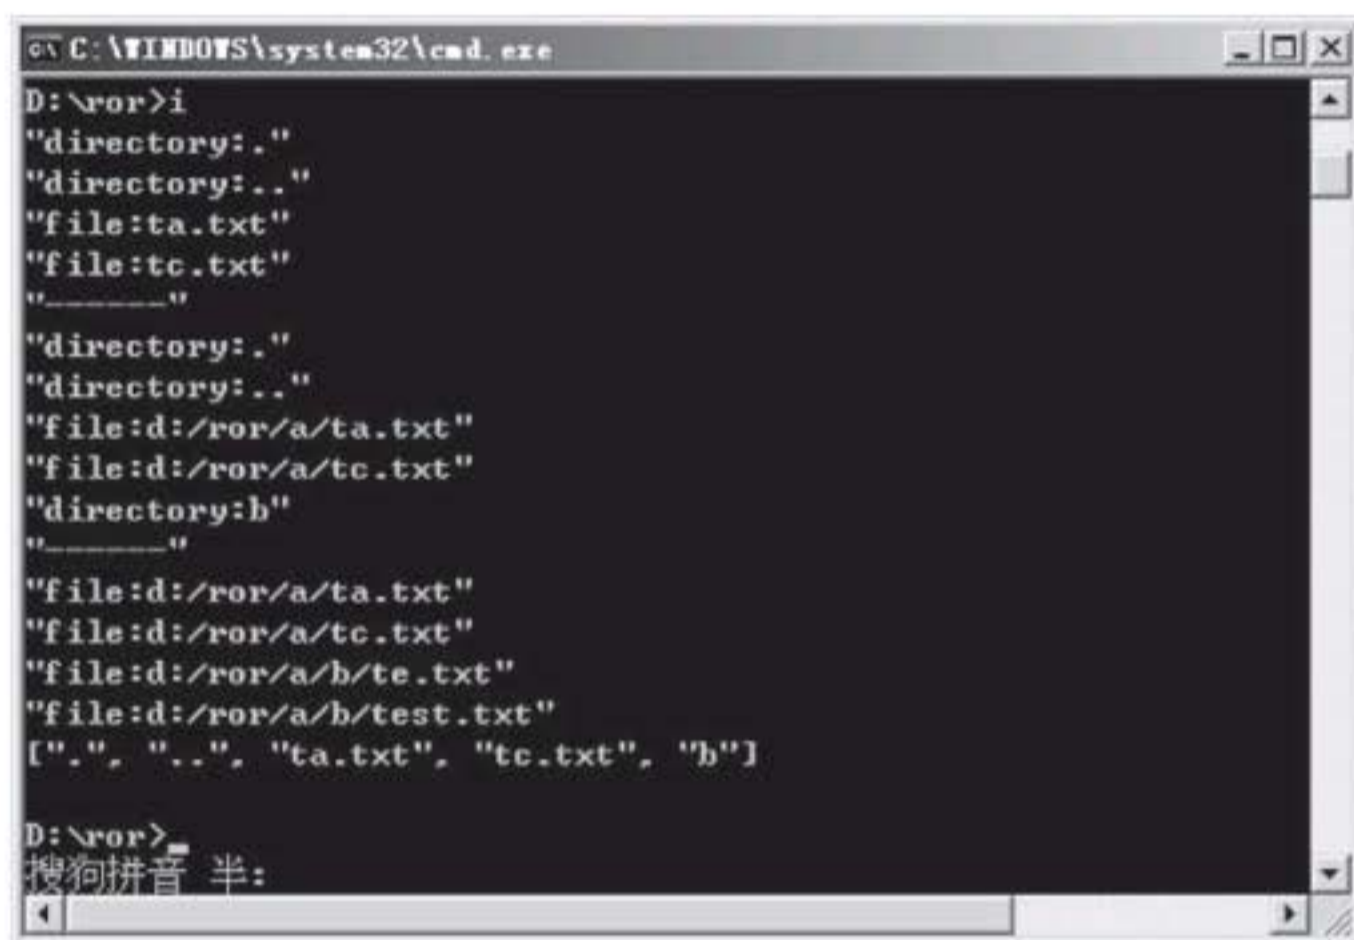 C:\WINDOWS\system32\cmd.exe
D:\ror>i
"directory:."
"directory:.."
"file:ta.txt"
"file:tc.txt"
"------"
"directory:."
"directory:.."
"file:d:/ror/a/ta.txt"
"file:d:/ror/a/tc.txt"
"directory:b"
"------"
"file:d:/ror/a/ta.txt"
"file:d:/ror/a/tc.txt"
"file:d:/ror/a/b/te.txt"
"file:d:/ror/a/b/test.txt"
[".", "..", "ta.txt", "tc.txt", "b"]
D:\ror>_
搜狗拼音 半: